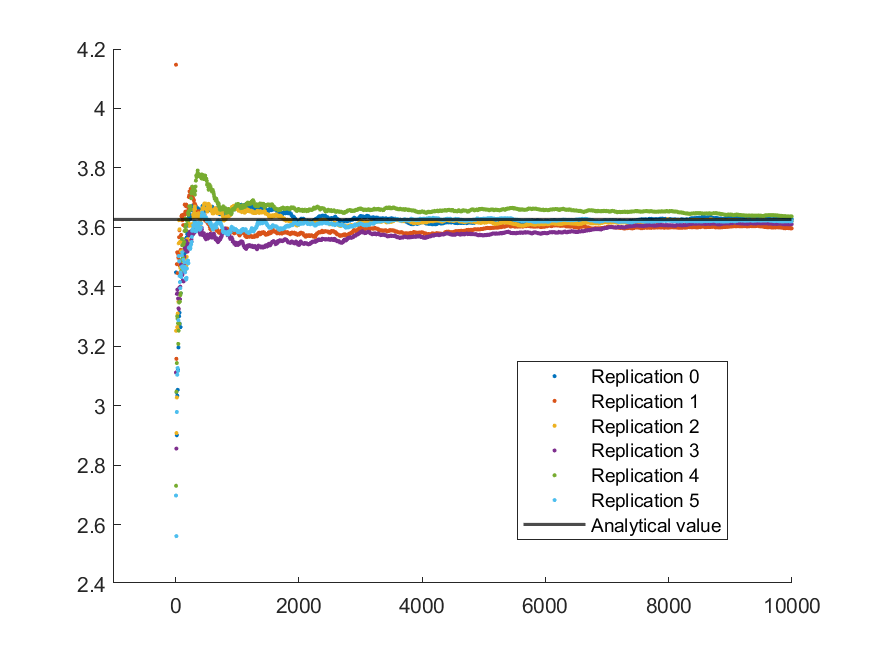 4.2
4
3.8
3.6
3.4
3.2
3
2.8
2.6
2.4
0
2000
4000
6000
8000
10000
Replication 0
Replication 1
Replication 2
Replication 3
Replication 4
Replication 5
Analytical value